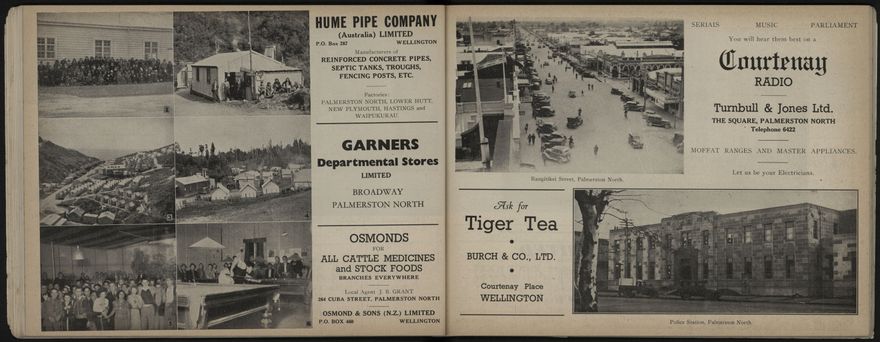 HUME PIPE COMPANY
(Australia) LIMITED
P.O. Box 287 WELLINGTON
Manufacturers of
REINFORCED CONCRETE PIPES,
SEPTIC TANKS, TROUGHS,
FENCING POSTS, ETC.
Factories:
PALMERSTON NORTH, LOWER HUTT,
NEW PLYMOUTH, HASTINGS and
WAIPUKURAU
GARNERS
Departmental Stores
LIMITED
BROADWAY
PALMERSTON NORTH
OSMONDS
FOR
ALL CATTLE MEDICINES
and STOCK FOODS
BRANCHES EVERYWHERE
Local Agent J. B. GRANT
264 CUBA STREET, PALMERSTON NORTH
OSMOND & SONS (N.Z.) LIMITED
P.O. BOX 460 WELLINGTON
Rangitikei Street, Palmerston North.
SERIALS MUSIC PARLIAMENT
You will hear them best on a
Courtenay
RADIO
Turnbull & Jones Ltd.
THE SQUARE, PALMERSTON NORTH
Telephone 6422
MOFFAT RANGES AND MASTER APPLIANCES.
Let us be your Electricians.
Ask for
Tiger Tea
BURCH & CO., LTD.
Courtenay Place
WELLINGTON
Police Station, Palmerston North.